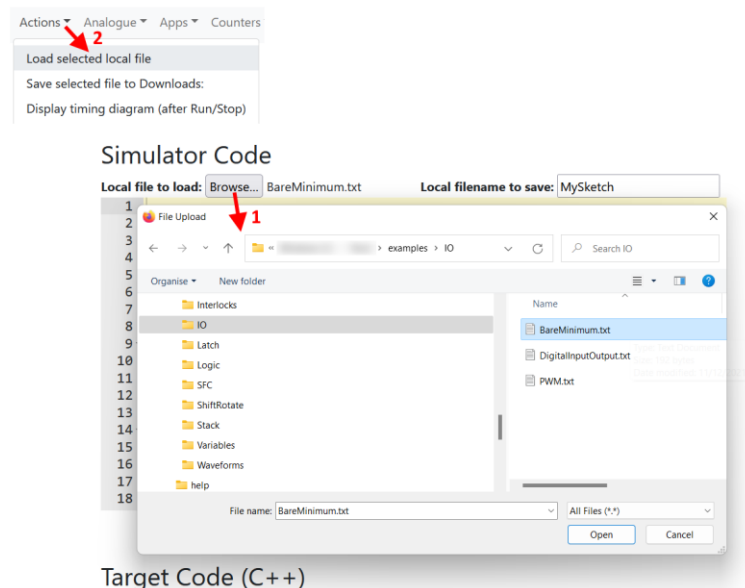 Actions Analogue Apps Counters
2
Load selected local file
Save selected file to Downloads:
Display timing diagram (after Run/Stop)
Simulator Code
Local file to load: Browse... BareMinimum.txt Local filename to save: MySketch
1
2
3
4
5
6
7
8
9
10
11
12
13
14
15
16
17
18
File Upload
1
« › examples › IO
Search IO
Organise New folder
Name
Interlocks
IO
Latch
Logic
SFC
ShiftRotate
Stack
Variables
Waveforms
help
BareMinimum.txt
DigitalInputOutput.txt
PWM.txt
File name: BareMinimum.txt All Files (*.*)
Open Cancel
Target Code (C++)